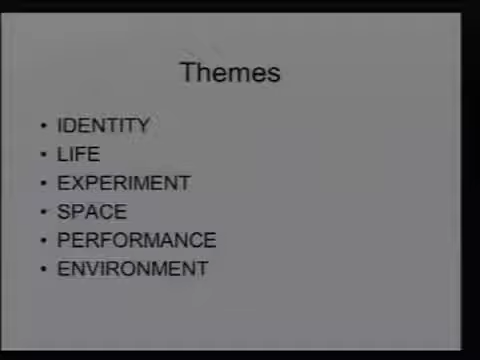 Themes
• IDENTITY
• LIFE
• EXPERIMENT
• SPACE
• PERFORMANCE
• ENVIRONMENT